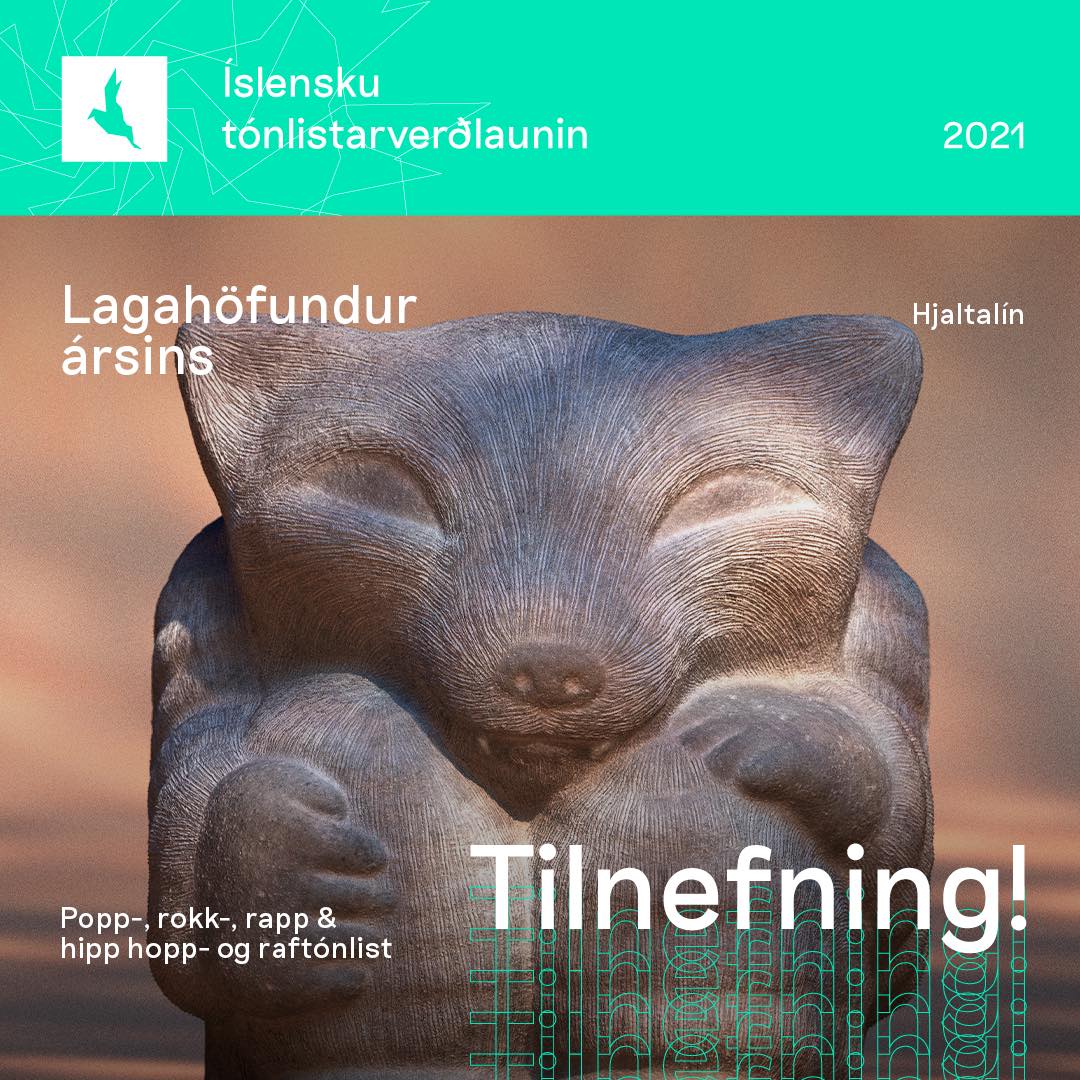 Íslensku
tónlistarverðlaunin
2021
Lagahöfundur
ársins
Hjaltalín
Tilnefning!
Popp-, rokk-, rapp &
hipp hopp- og raftónlist